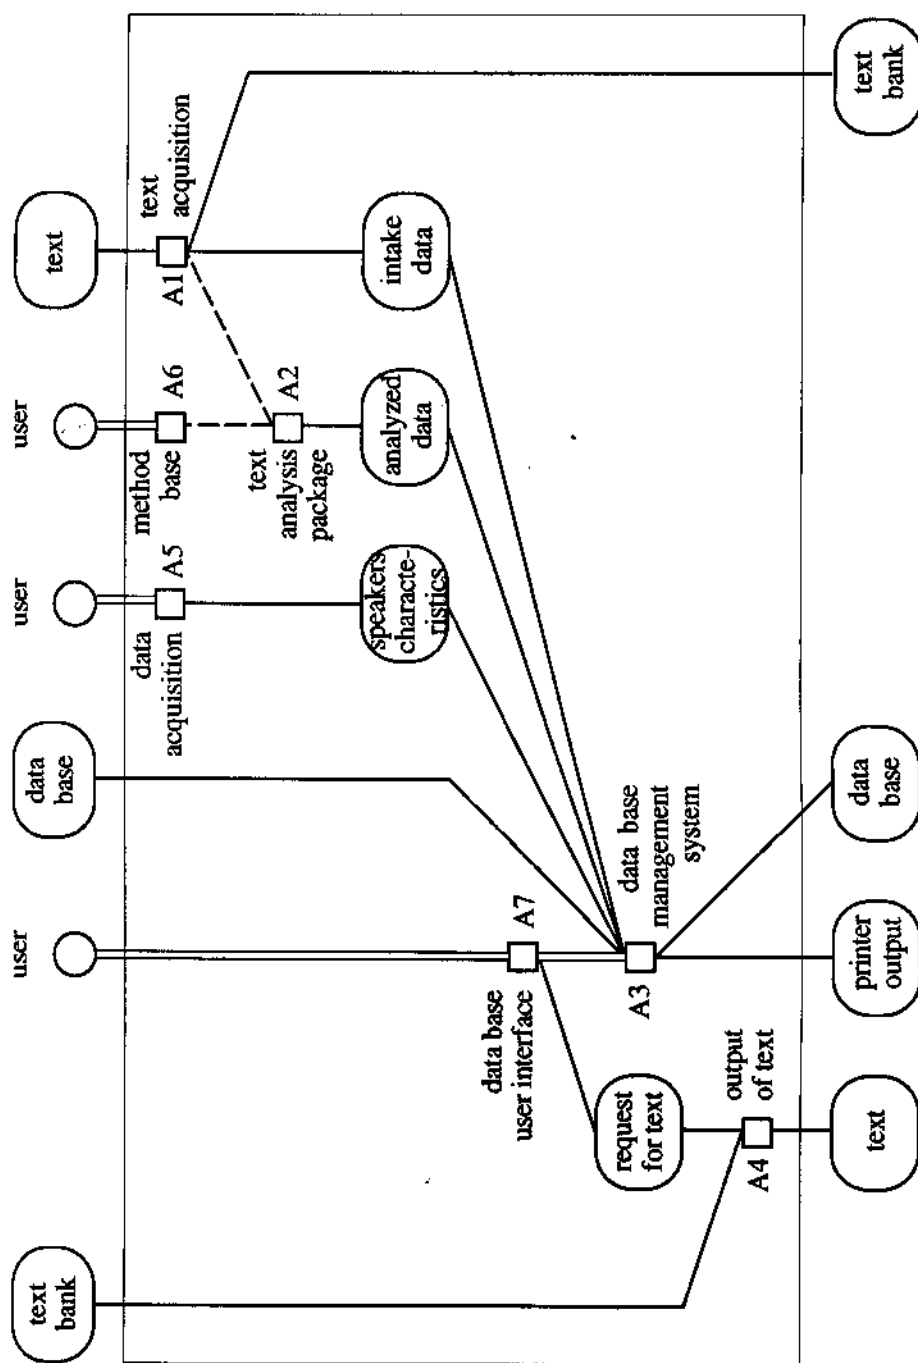 text
bank
user
data
base
user
user
text
data
acquisition
A5
method
base
A6
A1
text
acquisition
text
analysis
package
A2
speakers
characte-
ristics
analyzed
data
intake
data
data base
user interface
A7
request
for text
A3
data base
management
system
A4
output
of text
text
printer
output
data
base
text
bank